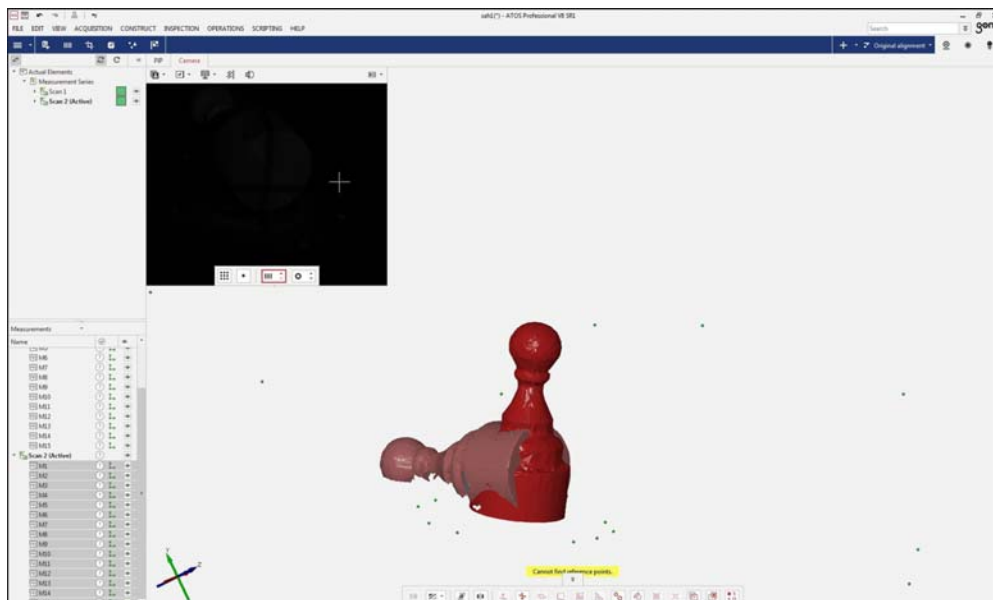 sah1(*) - ATOS Professional V8 SR1
FILE EDIT VIEW ACQUISITION CONSTRUCT INSPECTION OPERATIONS SCRIPTING HELP
Search
gom
Original alignment
Actual Elements
Measurement Series
Scan 1
Scan 2 (Active)
PIP Camera
Measurements
Name
M6
M7
M8
M9
M10
M11
M12
M13
M14
M15
Scan 2 (Active)
M1
M2
M3
M4
M5
M6
M7
M8
M9
M10
M11
M12
M13
M14
Y
Z
Cannot find reference points.